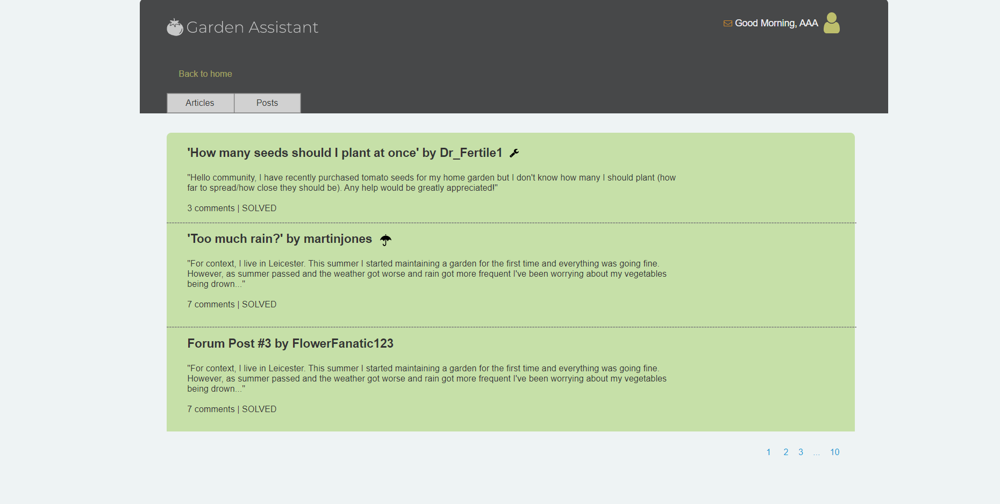 Garden Assistant
Good Morning, AAA
Back to home
Articles
Posts
'How many seeds should I plant at once' by Dr_Fertile1
"Hello community, I have recently purchased tomato seeds for my home garden but I don't know how many I should plant (how
far to spread/how close they should be). Any help would be greatly appreciated!"
3 comments | SOLVED
'Too much rain?' by martinjones
"For context, I live in Leicester. This summer I started maintaining a garden for the first time and everything was going fine.
However, as summer passed and the weather got worse and rain got more frequent I've been worrying about my vegetables
being drown..."
7 comments | SOLVED
Forum Post #3 by FlowerFanatic123
"For context, I live in Leicester. This summer I started maintaining a garden for the first time and everything was going fine.
However, as summer passed and the weather got worse and rain got more frequent I've been worrying about my vegetables
being drown..."
7 comments | SOLVED
1 2 3 ... 10